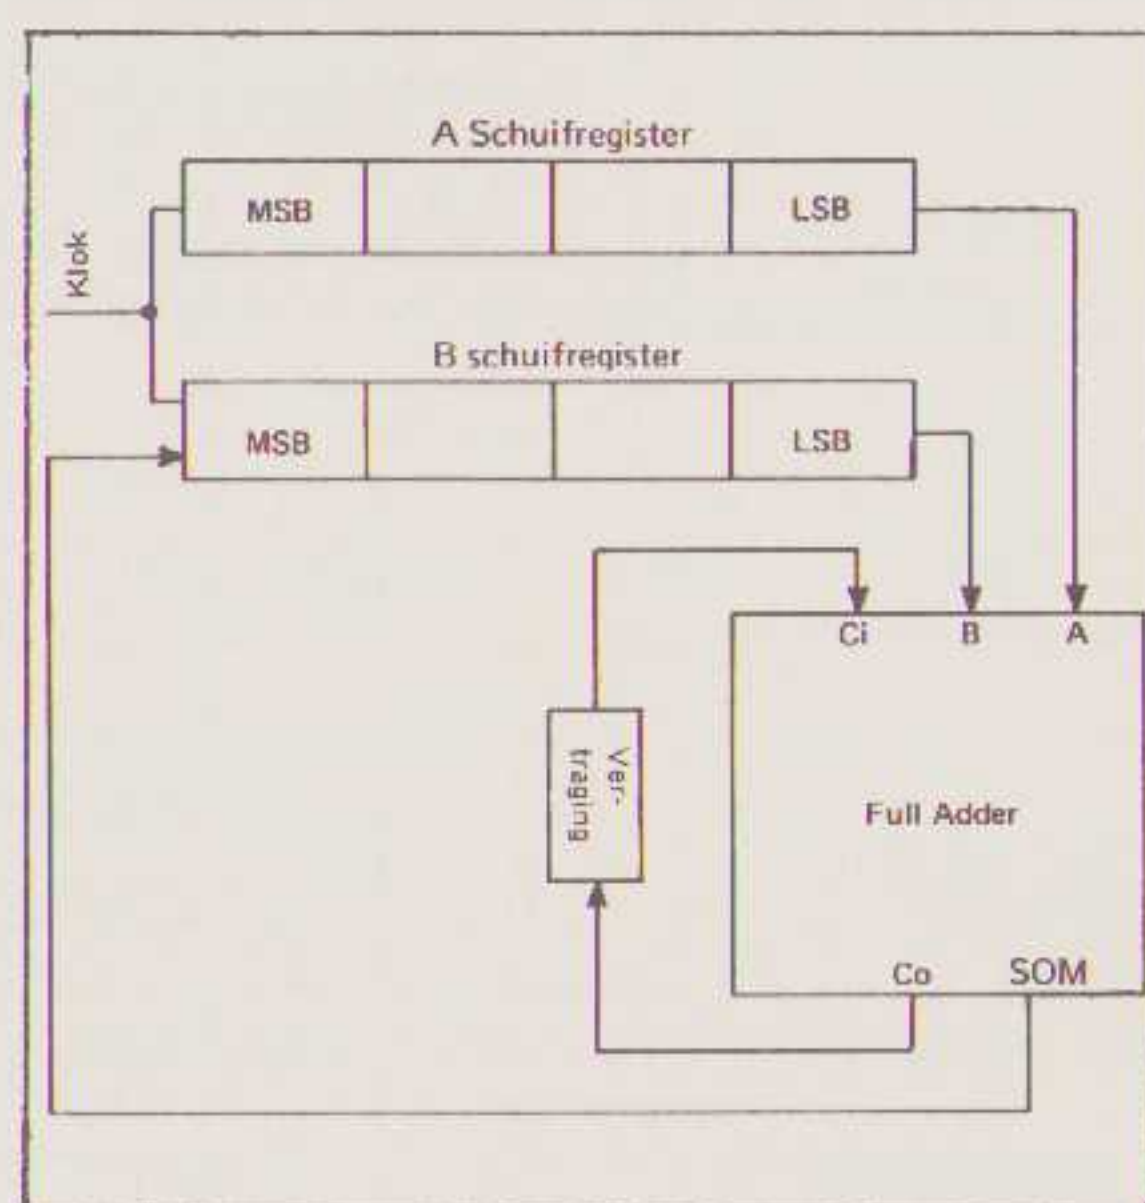 A Schuifregister
MSB
LSB
Klok
B schuifregister
MSB
LSB
Ci
B
A
Ver-
traging
Full Adder
Co
SOM